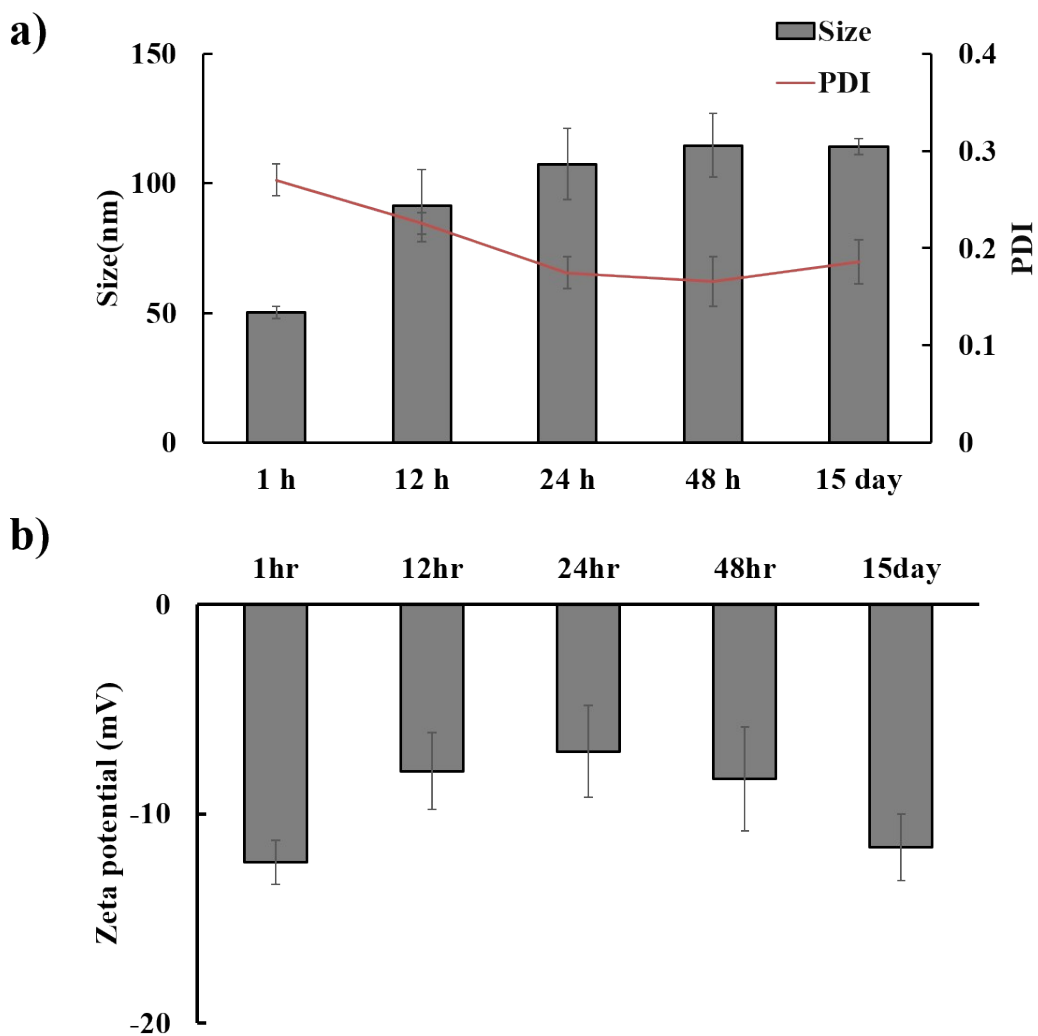 a)
Size
PDI
150
100
50
0
Size(nm)
0.4
0.3
0.2
0.1
0
PDI
1 h 12 h 24 h 48 h 15 day
b)
1hr 12hr 24hr 48hr 15day
0
-10
-20
Zeta potential (mV)